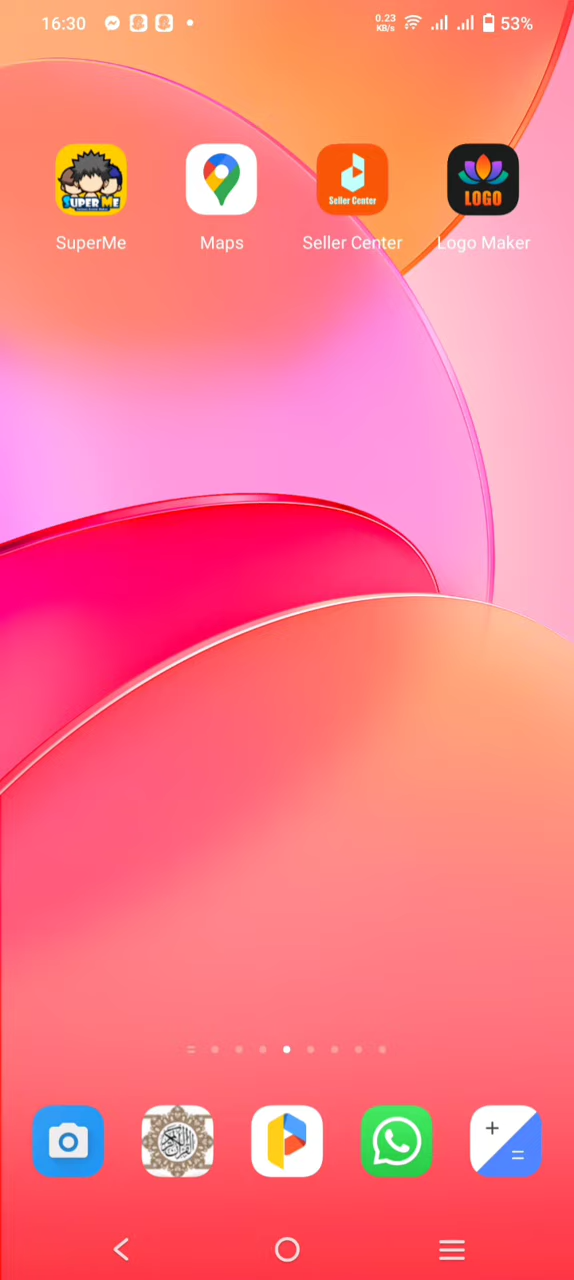 16:30
0.23
KB/s
53%
SUPER ME
Seller Center
LOGO
SuperMe
Maps
Seller Center
Logo Maker